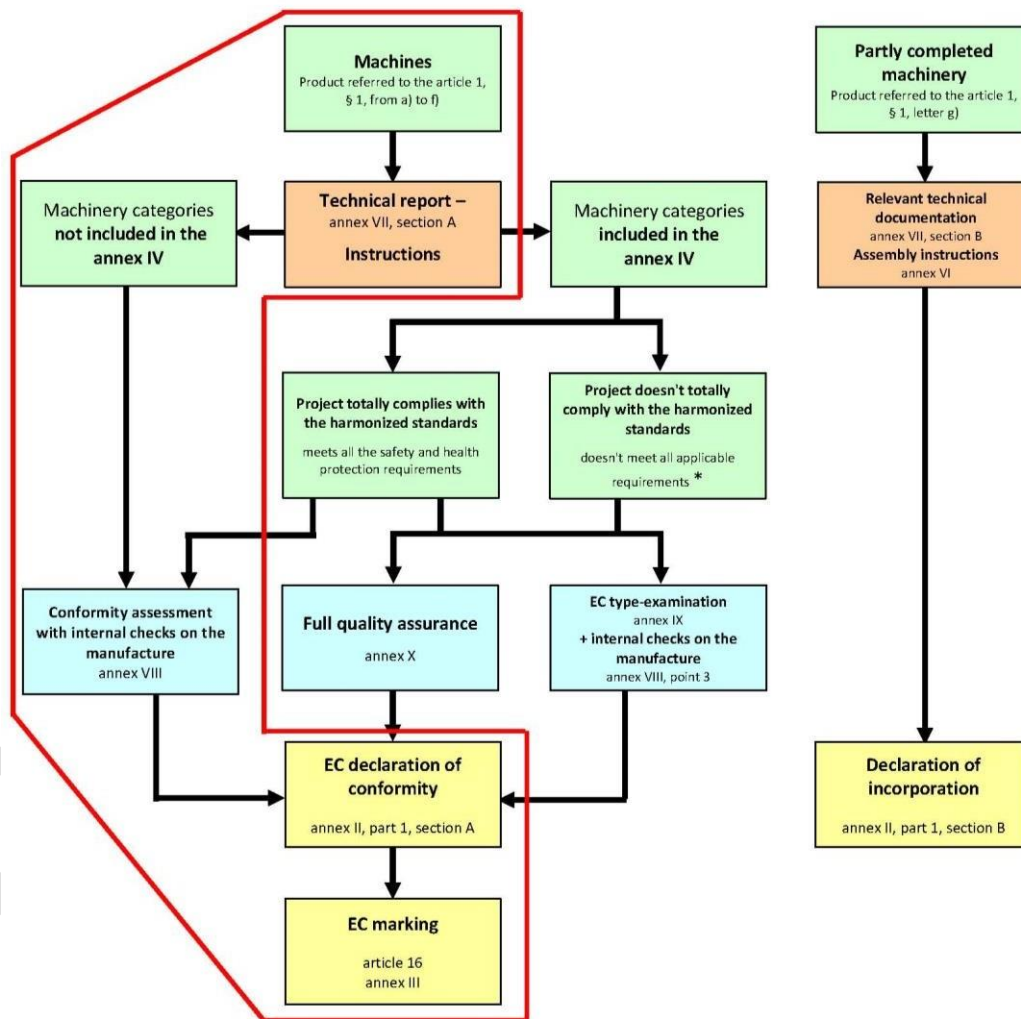 Machines
Product referred to the article 1,
§ 1, from a) to f)
Partly completed
machinery
Product referred to the article 1,
§ 1, letter g)
Machinery categories
not included in the
annex IV
Technical report –
annex VII, section A
Instructions
Machinery categories
included in the
annex IV
Relevant technical
documentation
annex VII, section B
Assembly instructions
annex VI
Project totally complies with
the harmonized standards
meets all the safety and health
protection requirements
Project doesn't totally
comply with the harmonized
standards
doesn't meet all applicable
requirements *
Conformity assessment
with internal checks on the
manufacture
annex VIII
Full quality assurance
annex X
EC type-examination
annex IX
+ internal checks on the
manufacture
annex VIII, point 3
EC declaration of
conformity
annex II, part 1, section A
Declaration of
incorporation
annex II, part 1, section B
EC marking
article 16
annex III